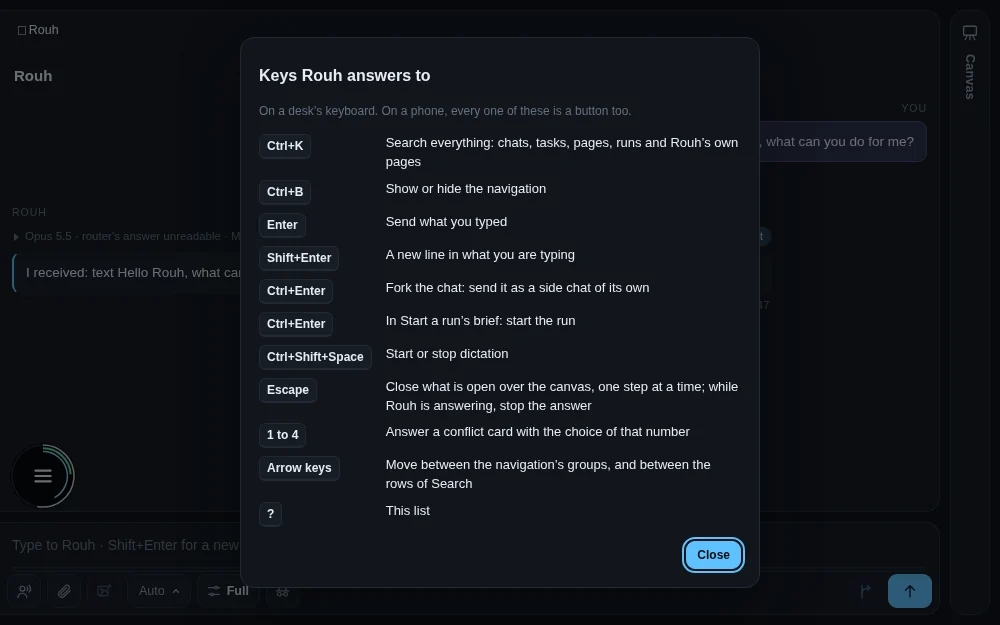 Rouh
Rouh
Canvas
YOU
, what can you do for me?
ROUH
Opus 5.5 · router's answer unreadable · M
I received: text Hello Rouh, what
Keys Rouh answers to
On a desk's keyboard. On a phone, every one of these is a button too.
Ctrl+K
Search everything: chats, tasks, pages, runs and Rouh's own
pages
Ctrl+B
Show or hide the navigation
Enter
Send what you typed
Shift+Enter
A new line in what you are typing
Ctrl+Enter
Fork the chat: send it as a side chat of its own
Ctrl+Enter
In Start a run's brief: start the run
Ctrl+Shift+Space
Start or stop dictation
Escape
Close what is open over the canvas, one step at a time; while
Rouh is answering, stop the answer
1 to 4
Answer a conflict card with the choice of that number
Arrow keys
Move between the navigation's groups, and between the
rows of Search
?
This list
Close
Type to Rouh · Shift+Enter for a new
Auto
Full